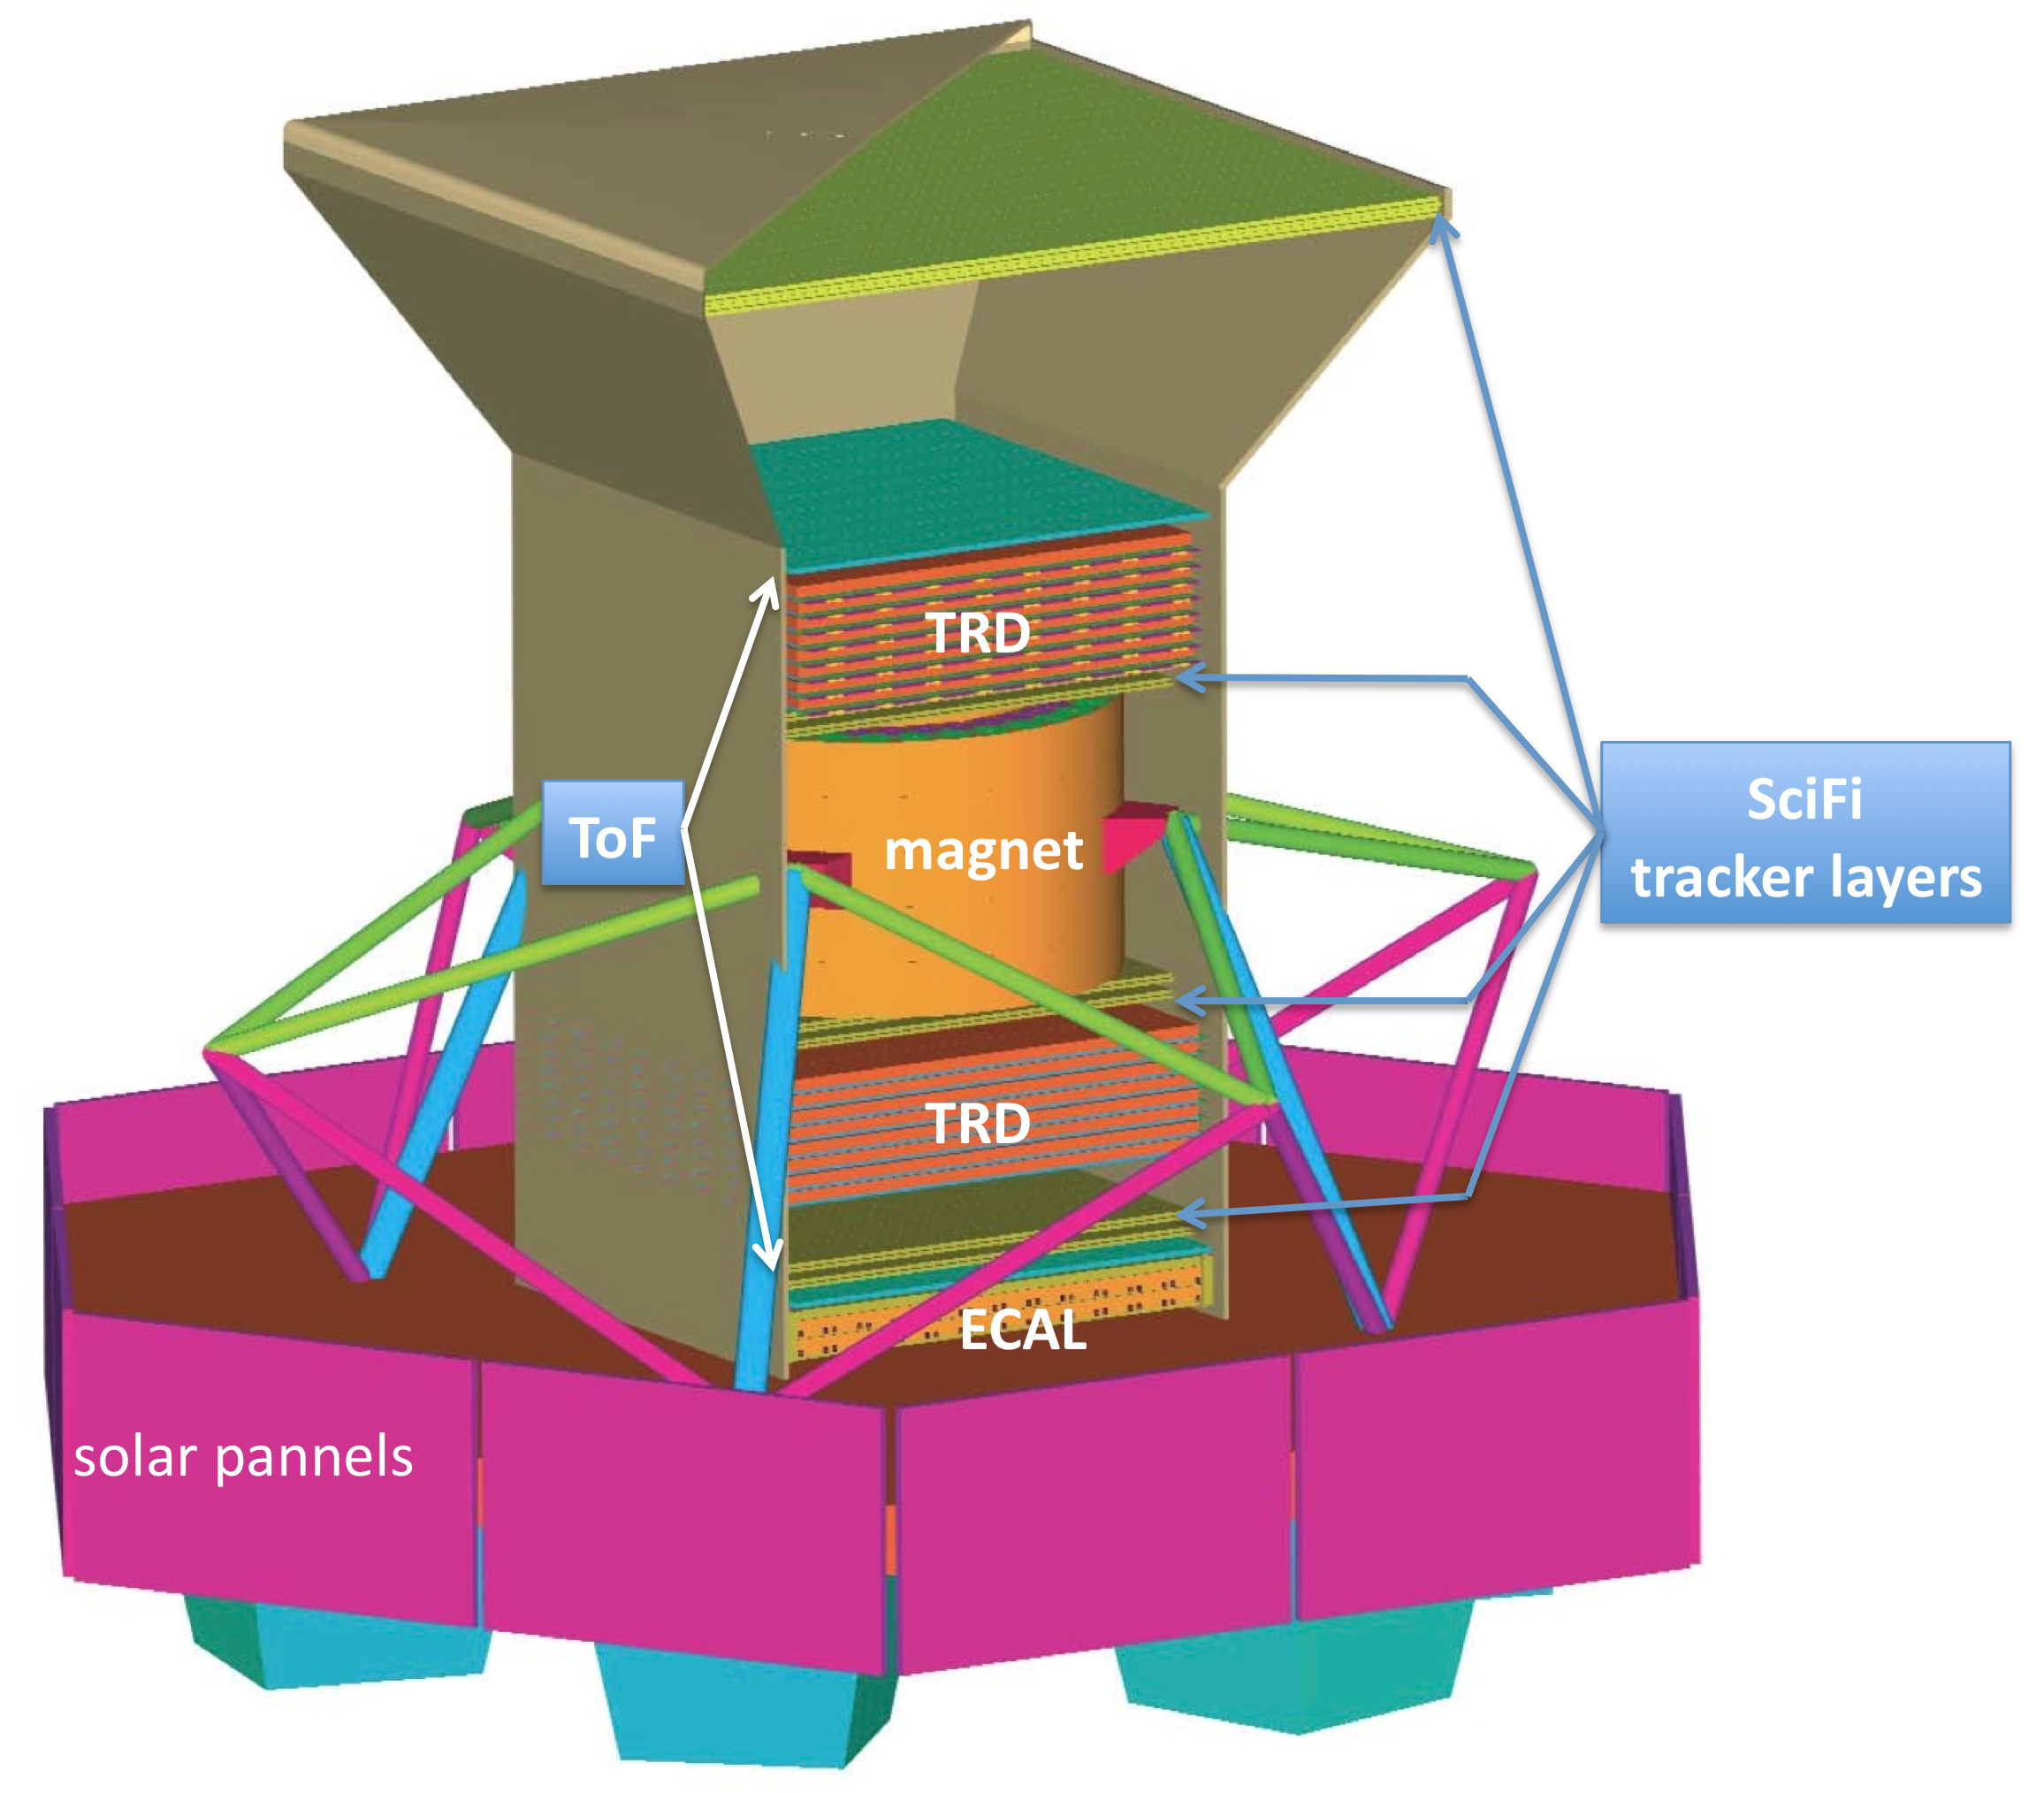 TRD
ToF
magnet
SciFi
tracker layers
TRD
ECAL
solar pannels